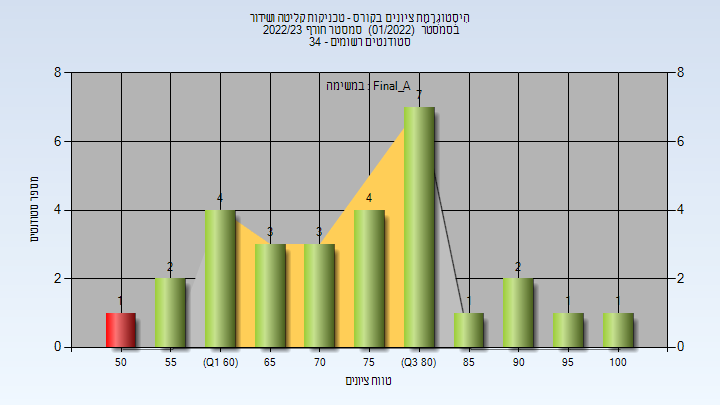 היסטוגרמת ציונים בקורס - טכניקות קליטה ושידור
בסמסטר (01/2022) סמסטר חורף 2022/23
סטודנטים רשומים - 34
במשימה : Final_A
8 8
7
6 6
מספר סטודנטים
4 4
4 4
3 3
2 2
2 2
1 1 1 1
0 0
50 55 (Q1 60) 65 70 75 (Q3 80) 85 90 95 100
טווח ציונים